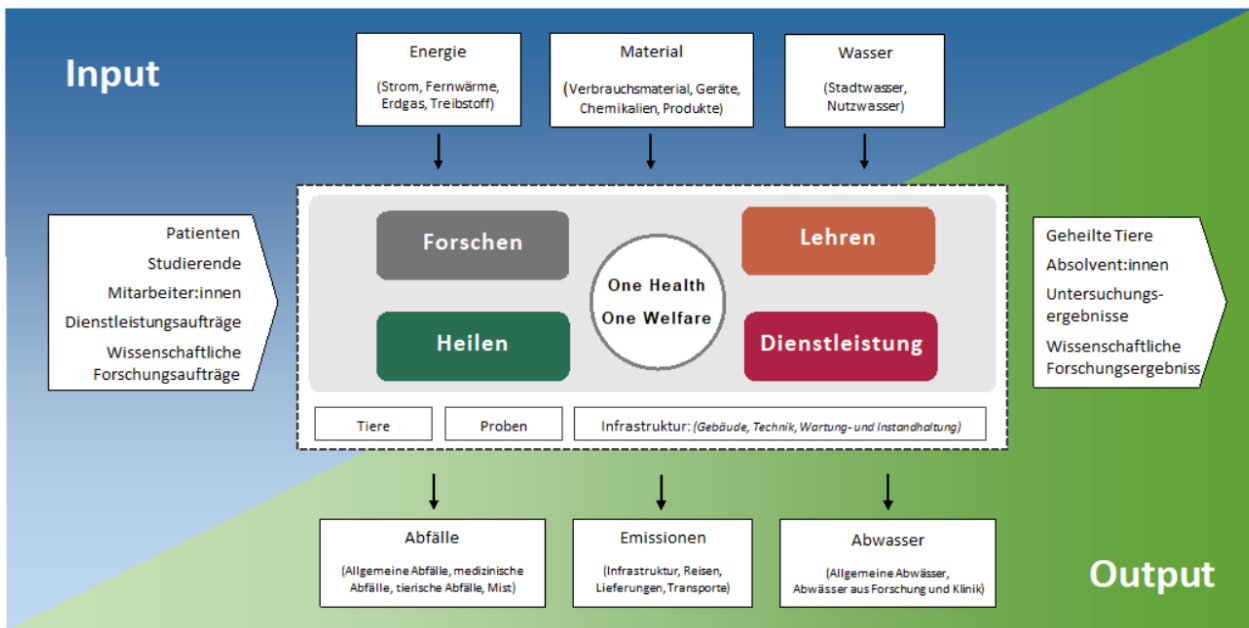 Input
Energie
(Strom, Fernwärme,
Erdgas, Treibstoff)
Material
(Verbrauchsmaterial, Geräte,
Chemikalien, Produkte)
Wasser
(Stadtwasser,
Nutzwasser)
Patienten
Studierende
Mitarbeiter:innen
Dienstleistungsaufträge
Wissenschaftliche
Forschungsaufträge
Forschen
Lehren
One Health
One Welfare
Heilen
Dienstleistung
Tiere
Proben
Infrastruktur: (Gebäude, Technik, Wartung- und Instandhaltung)
Geheilte Tiere
Absolvent:innen
Untersuchungs-
ergebnisse
Wissenschaftliche
Forschungsergebniss
Abfälle
(Allgemeine Abfälle, medizinische
Abfälle, tierische Abfälle, Mist)
Emissionen
(Infrastruktur, Reisen,
Lieferungen, Transporte)
Abwasser
(Allgemeine Abwässer,
Abwässer aus Forschung und Klinik)
Output